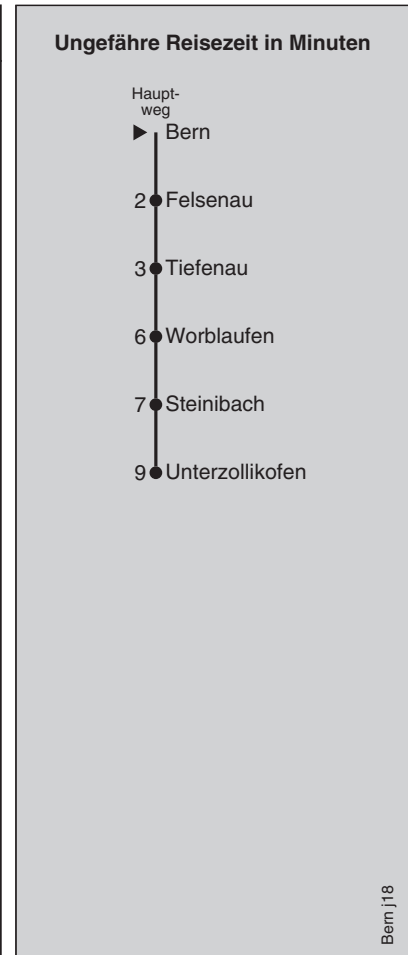 Ungefähre Reisezeit in Minuten
Haupt-
weg
Bern
2 Felsenau
3 Tiefenau
6 Worblaufen
7 Steinibach
9 Unterzollikofen
Bern j18